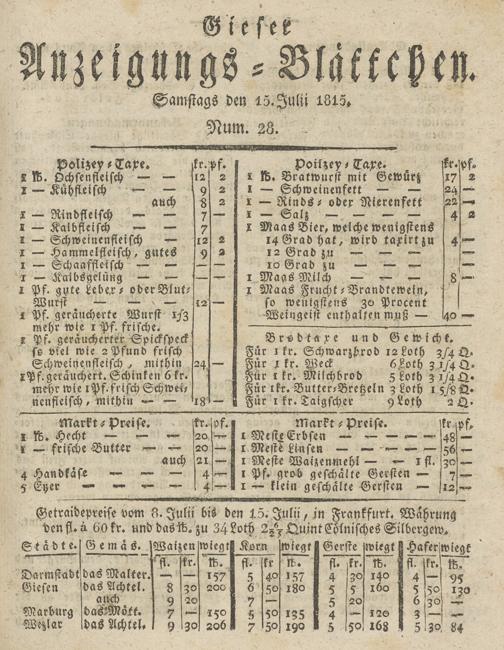 Gieser
Anzeigungs-Blättchen.
Samstags den 15. Julii 1815.
Num. 28.
Polizey-Taxe. kr. pf.
1 ℔. Ochsenfleisch — — 12 2
1 — Kühfleisch — — 9 2
auch 8 2
1 — Rindfleisch — — 7 —
1 — Kalbfleisch — — 7 —
1 — Schweinenfleisch — 12 2
1 — Hammelfleisch, gutes 9 2
1 — Schaaffleisch — — — —
1 — Kalbsgelüng — — — —
1 Pf. gute Leber- oder Blut-
Wurst — — — 12 —
1 Pf. geräucherte Wurst 1/3
mehr wie 1 Pf. frische.
1 Pf. geräucherter Spickspeck
so viel wie 2 Pfund frisch
Schweinenfleisch, mithin 24 —
1 Pf. geräuchert. Schinken 6 kr.
mehr wie 1 Pf. frisch Schwei-
nenfleisch, mithin — — 18
Polizey-Taxe. kr. pf.
1 ℔. Bratwurst mit Gewürz 17 2
1 — Schweinenfett — — 24 —
1 — Rinds- oder Nierenfett 22 —
1 — Salz — — — 4 2
1 Maas Bier, welche wenigstens
14 Grad hat, wird taxirt zu 4 —
12 Grad zu — —
10 Grad zu — —
1 Maas Milch — — — 8 —
1 Maas Frucht-Brandtewein,
so wenigstens 30 Procent
Weingeist enthalten muß — 40 —
Brodtaxe und Gewicht.
Für 1 kr. Schwarzbrod 12 Loth 3/4 Q.
Für 1 kr. Weck 6 Loth 3 1/4 Q.
Für 1 kr. Milchbrod 5 Loth 3 1/4 Q.
Für 1 kr. Butter-Bretzeln 3 Loth 1 5/8 Q.
Für 1 kr. Taigscher 9 Loth 2 Q.
Markt-Preise. kr. pf.
1 ℔. Hecht — — — 20 —
1 — frische Butter — — 20 —
auch 21 —
4 Handkäse — — — 4 —
5 Eyer — — — — 4 —
Markt-Preise.
1 Meste Erbsen — — — 48 —
1 Meste Linsen — — — 56 —
1 Meste Waizenmehl — — 1 fl. 30 —
1 Pf. grob geschälte Gersten — 7 —
1 — klein geschälte Gersten — 12 —
Getraidepreise vom 8. Julii bis den 15. Julii, in Frankfurt. Währung
den fl. à 60 kr. und das ℔. zu 34 Loth Quint Cölnisches Silbergew.
Städte. Gemäs. Waizen wiegt Korn wiegt Gerste wiegt Hafer wiegt
fl. kr. ℔ fl. kr. ℔ fl. kr. ℔ fl. kr. ℔
Darmstadt das Malter. — — 157 5 40 157 4 30 140 4 — 95
Giesen das Achtel. 8 30 200 6 50 180 5 5 160 5 50
auch 9 20 7 — 5 20 6 30
Marburg das Mött. 7 — 150 5 50 135 4 — 120 3 —
Wetzlar das Achtel. 9 30 206 7 50 190 5 50 168 5 30 84